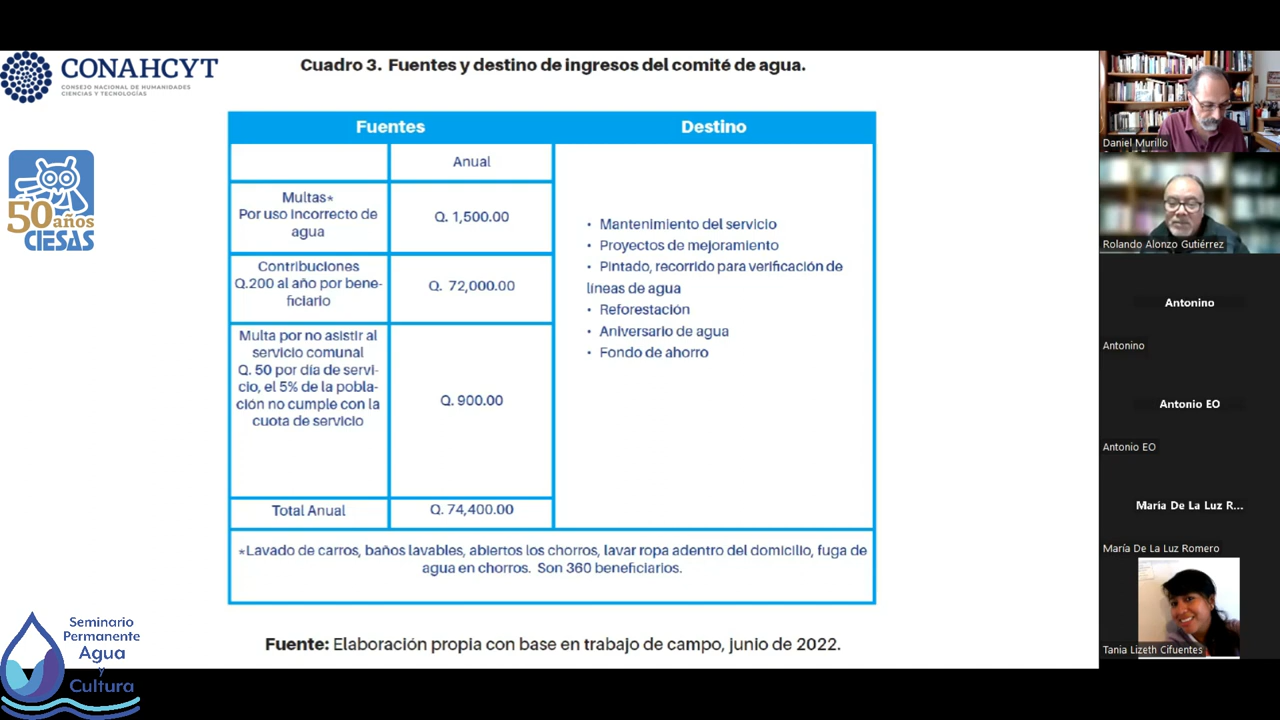 CONAHCYT
CONSEJO NACIONAL DE HUMANIDADES
CIENCIAS Y TECNOLOGÍAS
50 años
CIESAS
Cuadro 3. Fuentes y destino de ingresos del comité de agua.
Fuentes
Destino
Anual
Multas*
Por uso incorrecto de
agua
Q. 1,500.00
Contribuciones
Q.200 al año por bene-
ficiario
Q. 72,000.00
Multa por no asistir al
servicio comunal
Q. 50 por día de servi-
cio, el 5% de la pobla-
ción no cumple con la
cuota de servicio
Q. 900.00
Total Anual
Q. 74,400.00
• Mantenimiento del servicio
• Proyectos de mejoramiento
• Pintado, recorrido para verificación de
líneas de agua
• Reforestación
• Aniversario de agua
• Fondo de ahorro
*Lavado de carros, baños lavables, abiertos los chorros, lavar ropa adentro del domicilio, fuga de
agua en chorros. Son 360 beneficiarios.
Fuente: Elaboración propia con base en trabajo de campo, junio de 2022.
Seminario
Permanente
Agua
y
Cultura
Daniel Murillo
Rolando Alonzo Gutiérrez
Antonino
Antonino
Antonio EO
Antonio EO
María De La Luz R...
María De La Luz Romero
Tania Lizeth Cifuentes